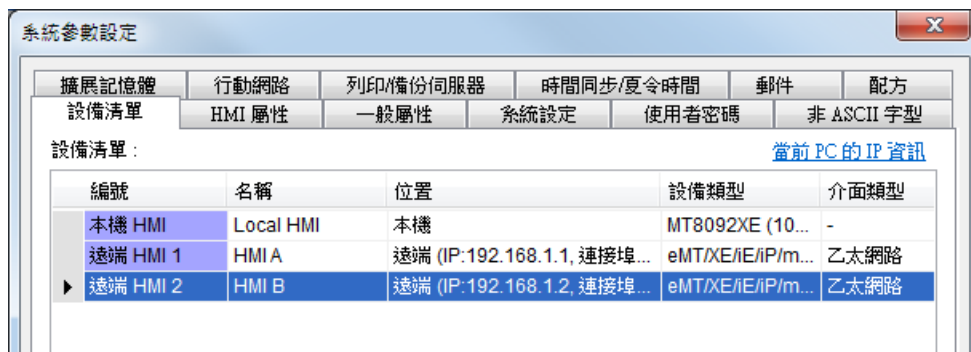 系統參數設定
擴展記憶體 行動網路 列印/備份伺服器 時間同步/夏令時間 郵件 配方
設備清單 HMI 屬性 一般屬性 系統設定 使用者密碼 非 ASCII 字型
設備清單 : 當前 PC 的 IP 資訊
編號 名稱 位置 設備類型 介面類型
本機 HMI Local HMI 本機 MT8092XE (10... -
遠端 HMI 1 HMI A 遠端 (IP:192.168.1.1, 連接埠... eMT/XE/iE/iP/m... 乙太網路
遠端 HMI 2 HMI B 遠端 (IP:192.168.1.2, 連接埠... eMT/XE/iE/iP/m... 乙太網路